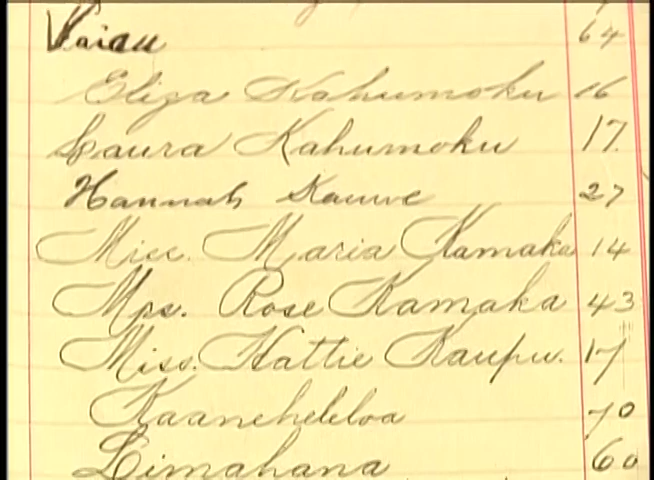 Kaiau 64
Eliza Kahumoku 16
Laura Kahumoku 17.
Hannah Kauwe 27
Miss. Maria Kamaka 14
Mrs. Rose Kamaka 43
Miss. Hattie Kaupu. 17
Kaaneheleloa 70
Limahana 60